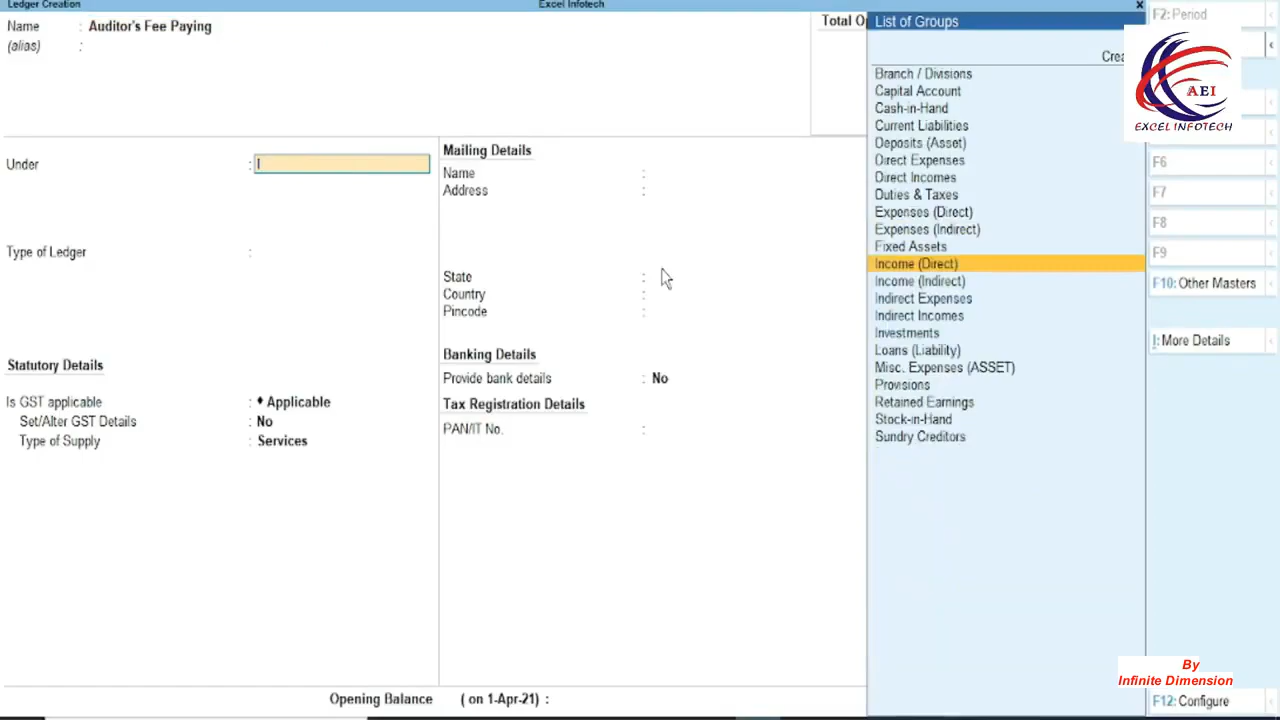 Ledger Creation
Excel Infotech
Name : Auditor's Fee Paying
(alias) :
Total Op
Under : I
Type of Ledger :
Statutory Details
Is GST applicable : ♦ Applicable
Set/Alter GST Details : No
Type of Supply : Services
Mailing Details
Name :
Address :
State :
Country :
Pincode :
Banking Details
Provide bank details : No
Tax Registration Details
PAN/IT No. :
Opening Balance ( on 1-Apr-21) :
List of Groups
Crea
Branch / Divisions
Capital Account
Cash-in-Hand
Current Liabilities
Deposits (Asset)
Direct Expenses
Direct Incomes
Duties & Taxes
Expenses (Direct)
Expenses (Indirect)
Fixed Assets
Income (Direct)
Income (Indirect)
Indirect Expenses
Indirect Incomes
Investments
Loans (Liability)
Misc. Expenses (ASSET)
Provisions
Retained Earnings
Stock-in-Hand
Sundry Creditors
F2: Period
AEI
EXCEL INFOTECH
F6
F7
F8
F9
F10: Other Masters
I: More Details
By
Infinite Dimension
F12: Configure